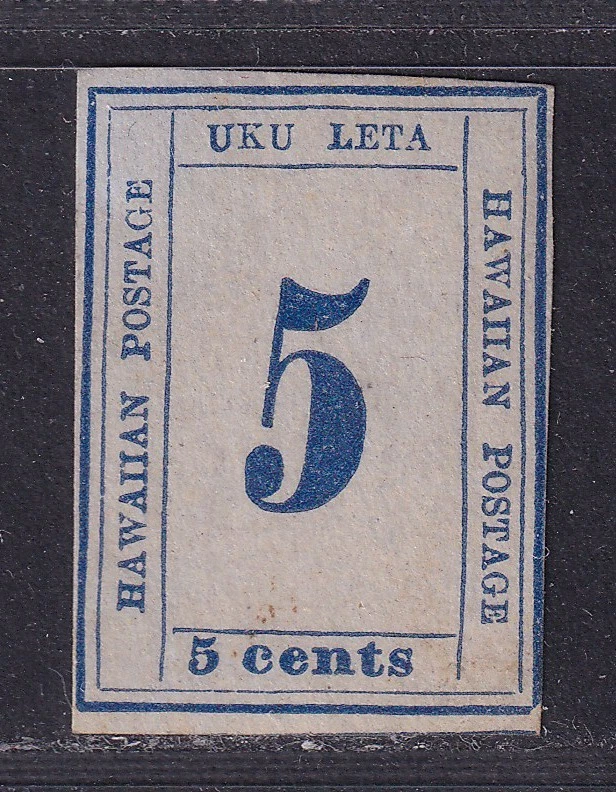 UKU LETA
HAWAIIAN POSTAGE
5
HAWAIIAN POSTAGE
5 cents